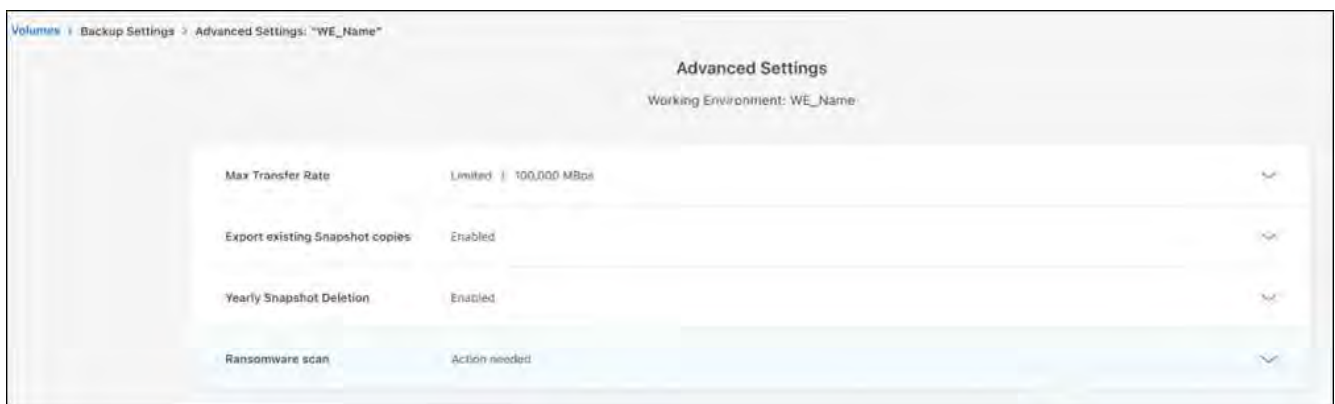 Volumes > Backup Settings > Advanced Settings: "WE_Name"
Advanced Settings
Working Environment: WE_Name
Max Transfer Rate Limited | 100,000 MBps
Export existing Snapshot copies Enabled
Yearly Snapshot Deletion Enabled
Ransomware scan Action needed